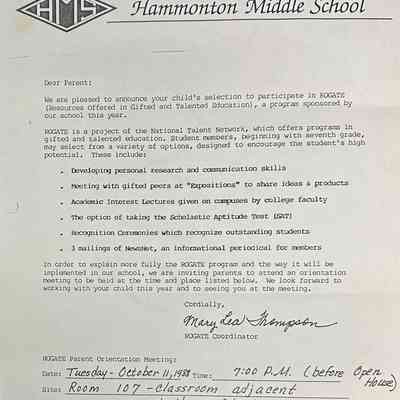 HMS
Hammonton Middle School
Dear Parent:
We are pleased to announce your child's selection to participate in ROGATE
(Resources Offered in Gifted and Talented Education), a program sponsored by
our school this year.
ROGATE is a project of the National Talent Network, which offers programs in
gifted and talented education. Student members, beginning with seventh grade,
may select from a variety of options, designed to encourage the student's high
potential. These include:
. Developing personal research and communication skills
. Meeting with gifted peers at "Expositions" to share ideas & products
. Academic Interest Lectures given on campuses by college faculty
. The option of taking the Scholastic Aptitude Test (SAT)
. Recognition Ceremonies which recognize outstanding students
. 3 mailings of NewsNet, an informational periodical for members
In order to explain more fully the ROGATE program and the way it will be
implemented in our school, we are inviting parents to attend orientation
meeting to be held at the time and place listed below. We look forward to
working with your child this year and to seeing you at the meeting.
Cordially,
Mary Lea Thompson
ROGATE Coordinator
ROGATE Parent Orientation Meeting:
Date: Tuesday - October 11, 1988 Time: 7:00 P.M. (before Open House)
Site: Room 107 - Classroom adjacent